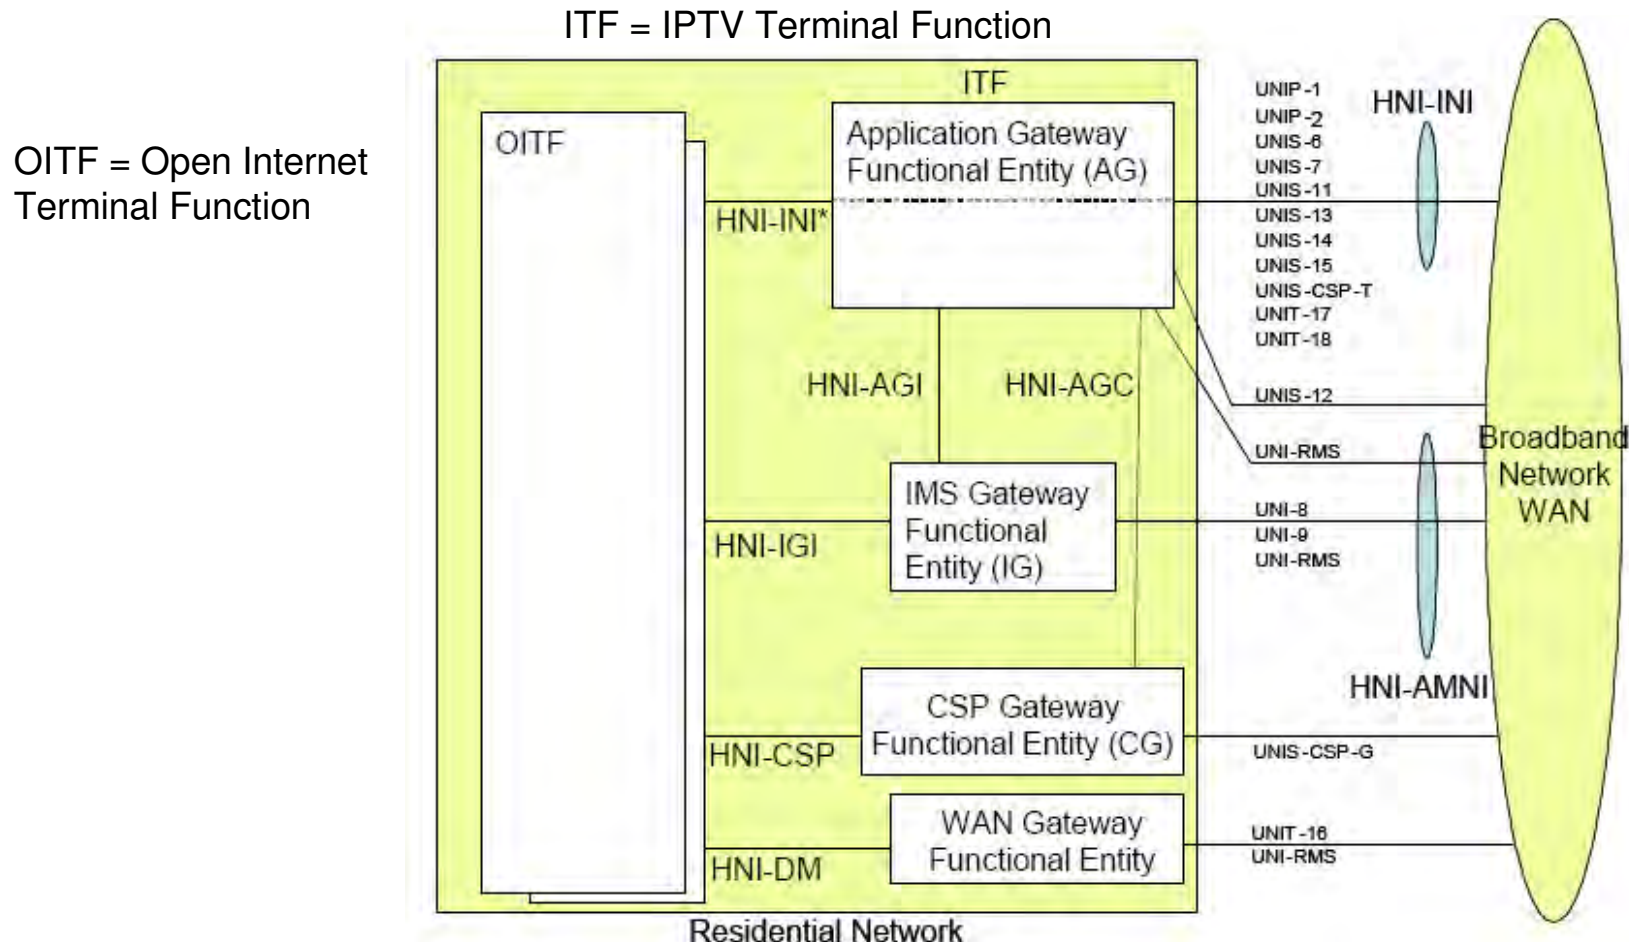 ITF = IPTV Terminal Function
OITF = Open Internet
Terminal Function
ITF
OITF
Application Gateway
Functional Entity (AG)
HNI-INI*
HNI-AGI
HNI-AGC
IMS Gateway
Functional
Entity (IG)
HNI-IGI
CSP Gateway
Functional Entity (CG)
HNI-CSP
WAN Gateway
Functional Entity
HNI-DM
Residential Network
UNIP-1
UNIP-2
UNIS-6
UNIS-7
UNIS-11
UNIS-13
UNIS-14
UNIS-15
UNIS-CSP-T
UNIT-17
UNIT-18
UNIS-12
UNI-RMS
UNI-8
UNI-9
UNI-RMS
UNIS-CSP-G
UNIT-16
UNI-RMS
HNI-INI
HNI-AMNI
Broadband
Network
WAN